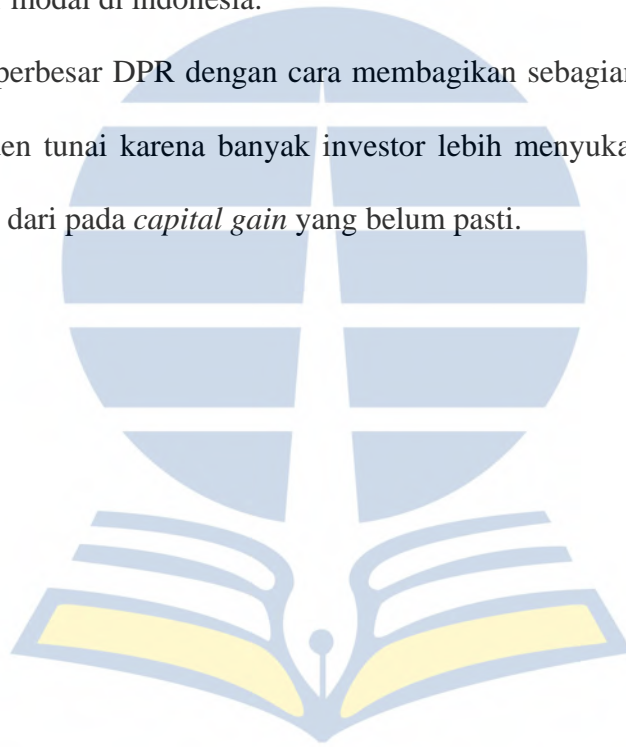 modal di indonesia.
perbesar DPR dengan cara membagikan sebagian
en tunai karena banyak investor lebih menyuka
dari pada capital gain yang belum pasti.